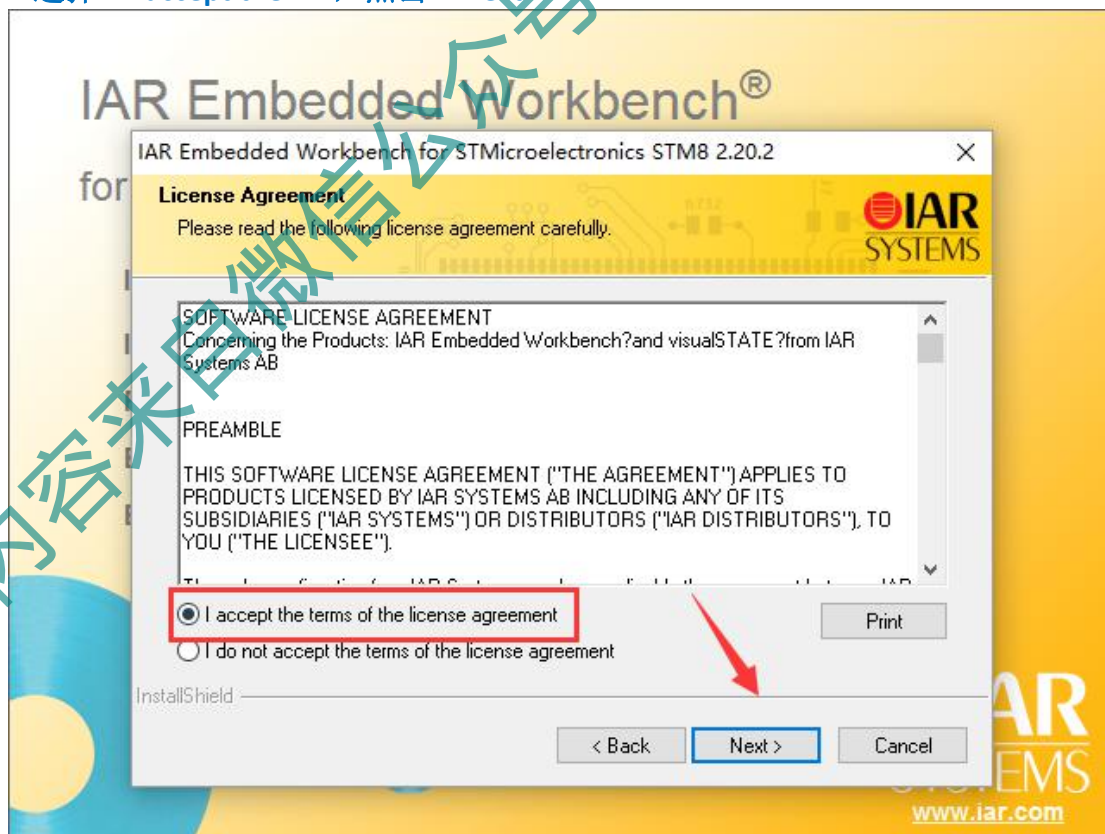 IAR Embedded Workbench®
IAR Embedded Workbench for STMicroelectronics STM8 2.20.2
for
License Agreement
Please read the following license agreement carefully.
IAR
SYSTEMS
SOFTWARE LICENSE AGREEMENT
Concerning the Products: IAR Embedded Workbench?and visualSTATE?from IAR
Systems AB
PREAMBLE
THIS SOFTWARE LICENSE AGREEMENT ("THE AGREEMENT") APPLIES TO
PRODUCTS LICENSED BY IAR SYSTEMS AB INCLUDING ANY OF ITS
SUBSIDIARIES ("IAR SYSTEMS") OR DISTRIBUTORS ("IAR DISTRIBUTORS"), TO
YOU ("THE LICENSEE").
I accept the terms of the license agreement
Print
I do not accept the terms of the license agreement
InstallShield
< Back
Next >
Cancel
AR
EMS
www.iar.com
内容来自微信公众号